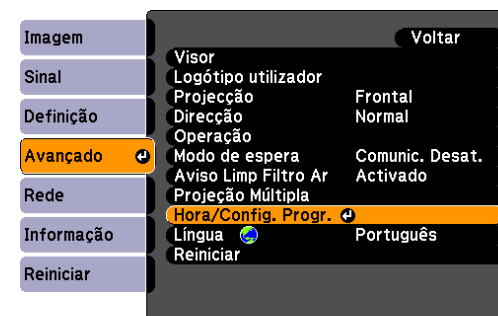 Imagem
Sinal
Definição
Avançado
Rede
Informação
Reiniciar
Voltar
Visor
Logótipo utilizador
Projecção Frontal
Direcção Normal
Operação
Modo de espera Comunic. Desat.
Aviso Limp Filtro Ar Activado
Projeção Múltipla
Hora/Config. Progr.
Língua Português
Reiniciar